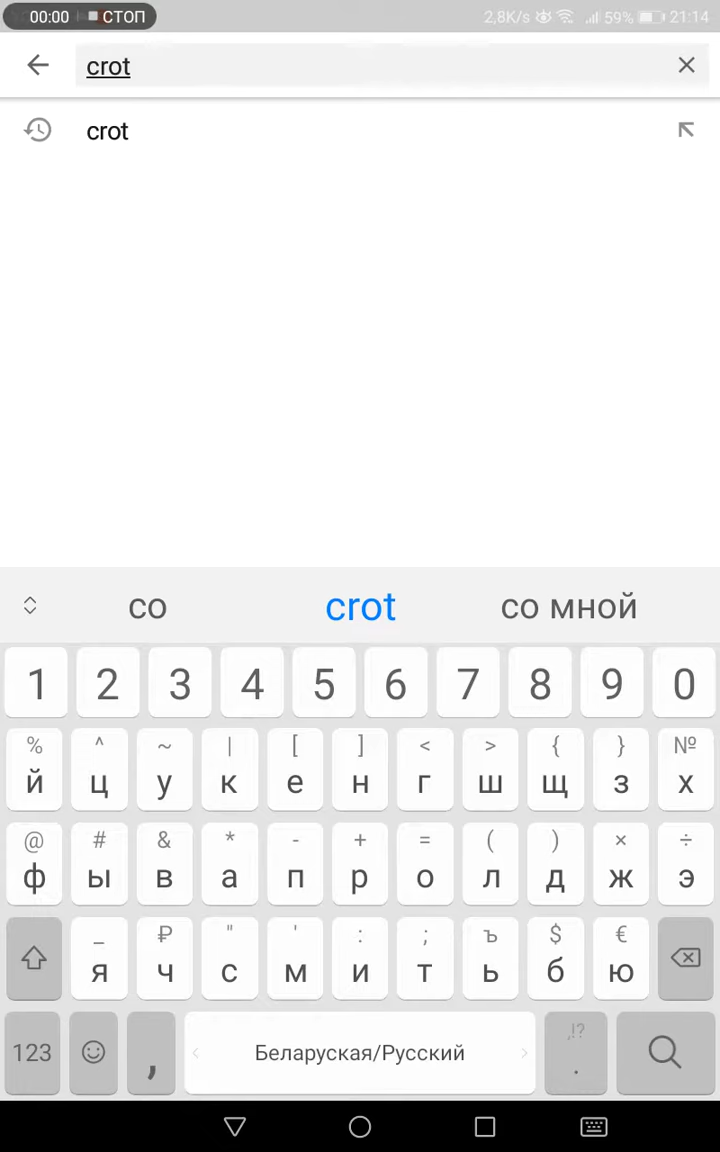 00:00 СТОП 2,8K/s 59% 21:14
crot
crot
со crot со мной
1 2 3 4 5 6 7 8 9 0
% ^ ~ | [ ] < > { } №
й ц у к е н г ш щ з х
@ # & * - + = ( ) × ÷
ф ы в а п р о л д ж э
_ ₽ " ' : ; ъ $ €
я ч с м и т ь б ю
123 , Беларуская/Русский ,!? .